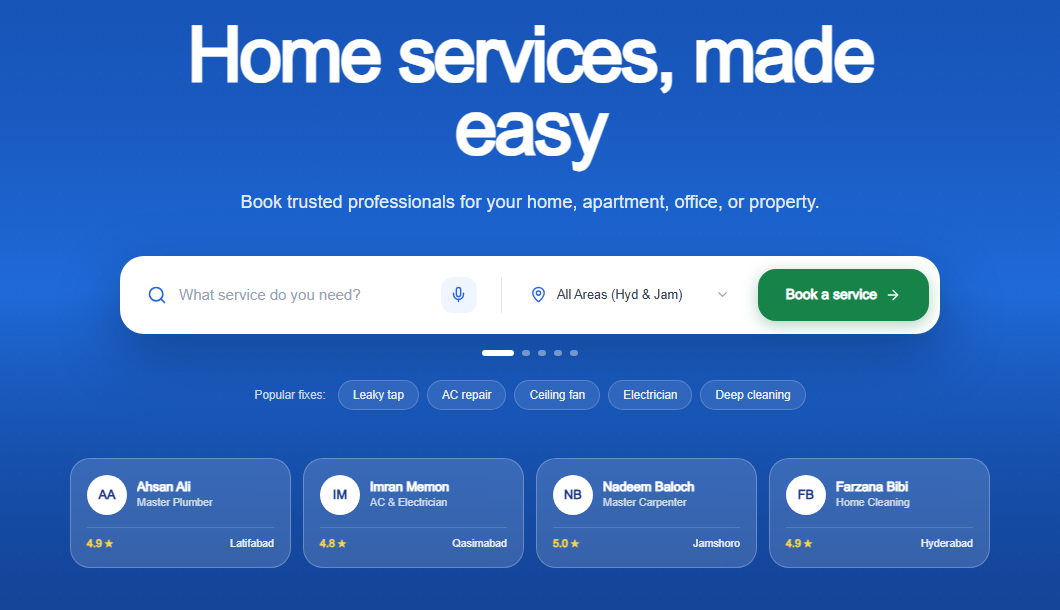 Home services, made
easy
Book trusted professionals for your home, apartment, office, or property.
What service do you need?
All Areas (Hyd & Jam)
Book a service →
Popular fixes:
Leaky tap
AC repair
Ceiling fan
Electrician
Deep cleaning
AA
Ahsan Ali
Master Plumber
4.9 ★
Latifabad
IM
Imran Memon
AC & Electrician
4.8 ★
Qasimabad
NB
Nadeem Baloch
Master Carpenter
5.0 ★
Jamshoro
FB
Farzana Bibi
Home Cleaning
4.9 ★
Hyderabad